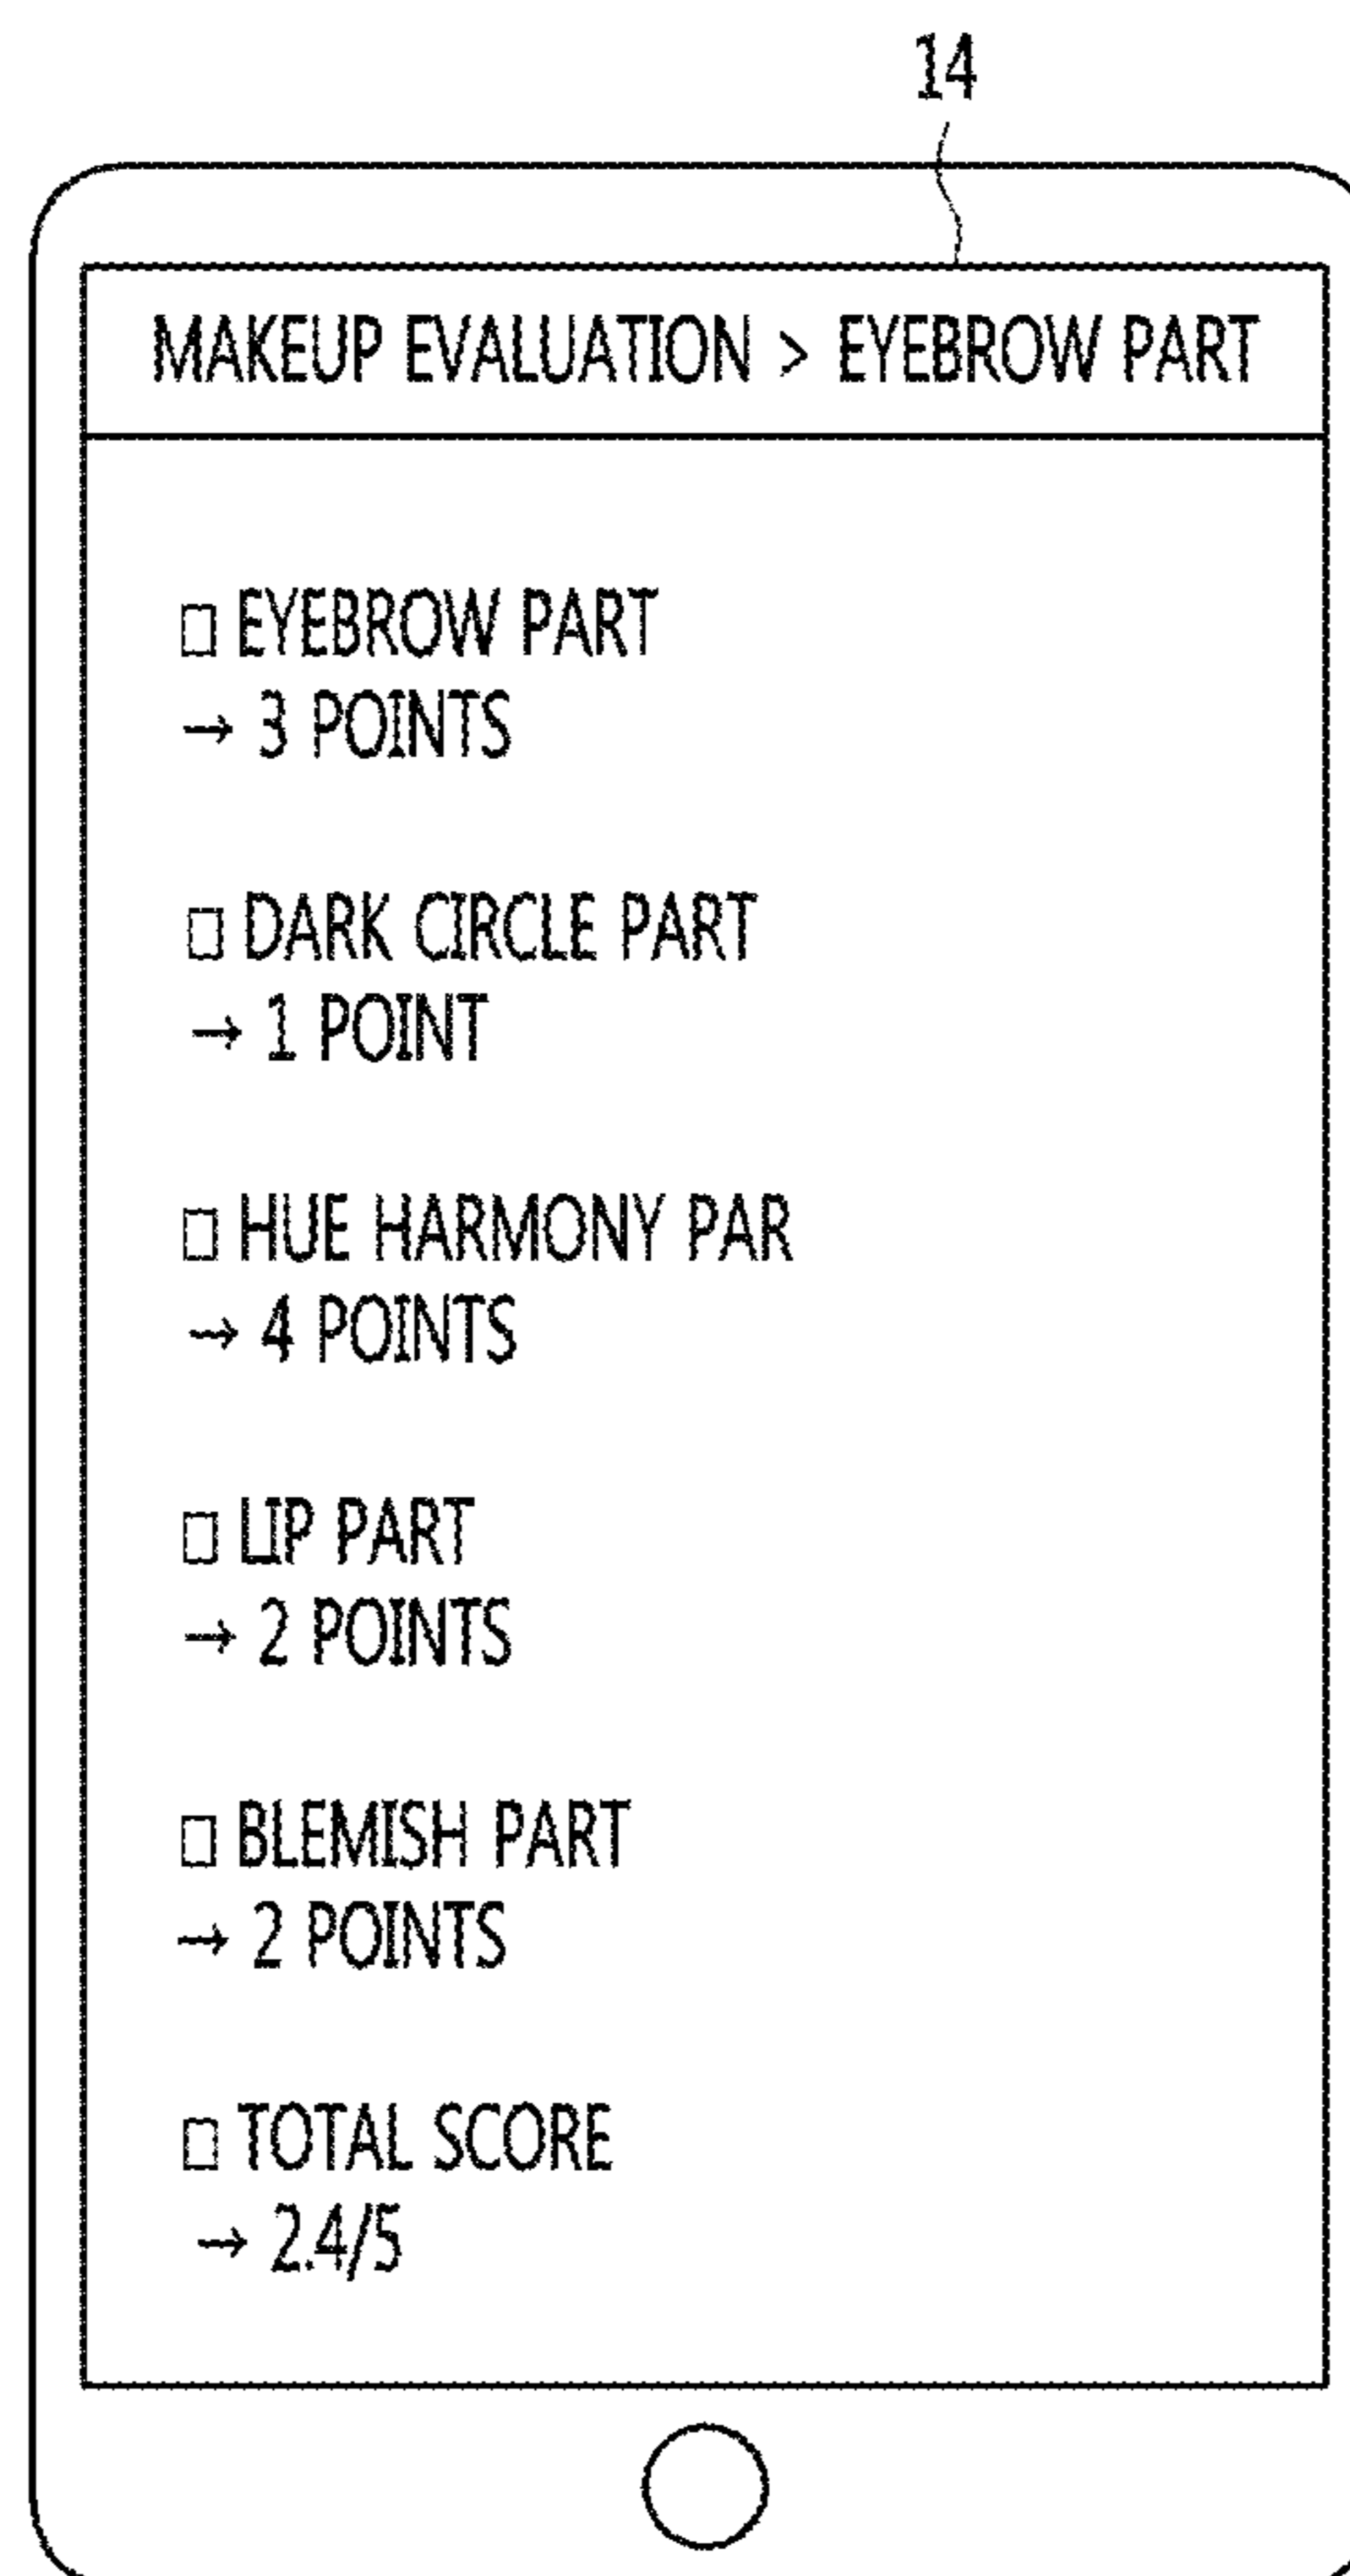 14
MAKEUP EVALUATION > EYEBROW PART
□ EYEBROW PART
→ 3 POINTS
□ DARK CIRCLE PART
→ 1 POINT
□ HUE HARMONY PAR
→ 4 POINTS
□ LIP PART
→ 2 POINTS
□ BLEMISH PART
→ 2 POINTS
□ TOTAL SCORE
→ 2.4/5